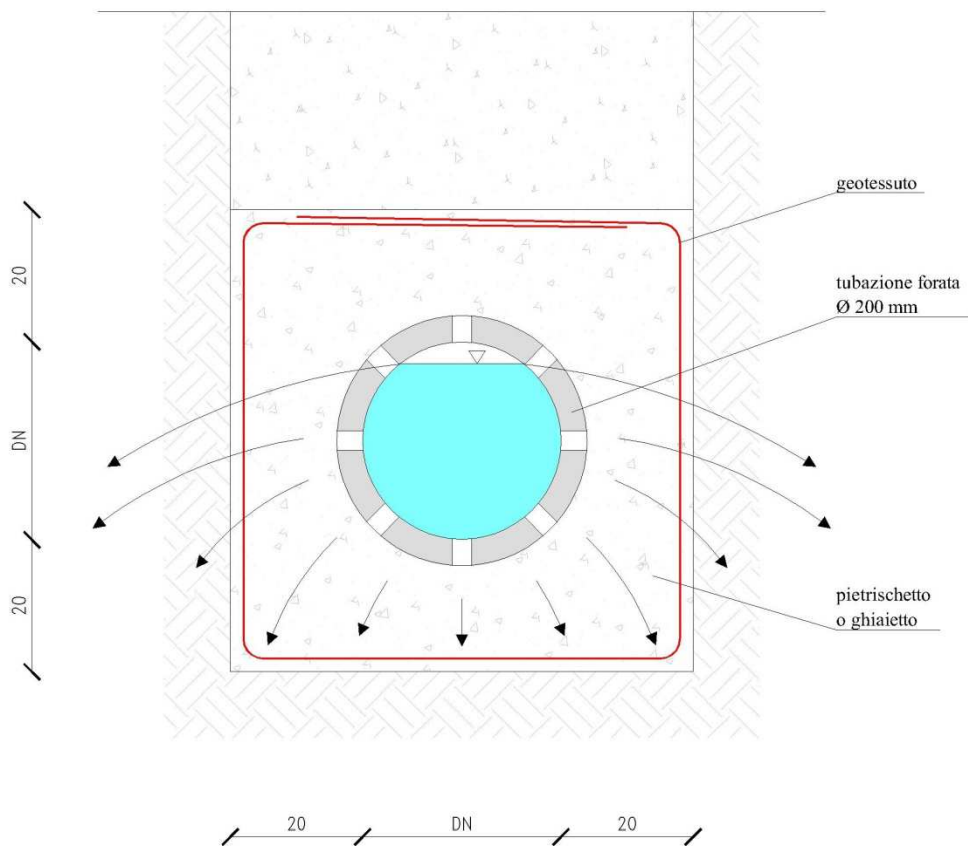 geotessuto
20
tubazione forata
Ø 200 mm
DN
20
pietrischetto
o ghiaietto
20
DN
20